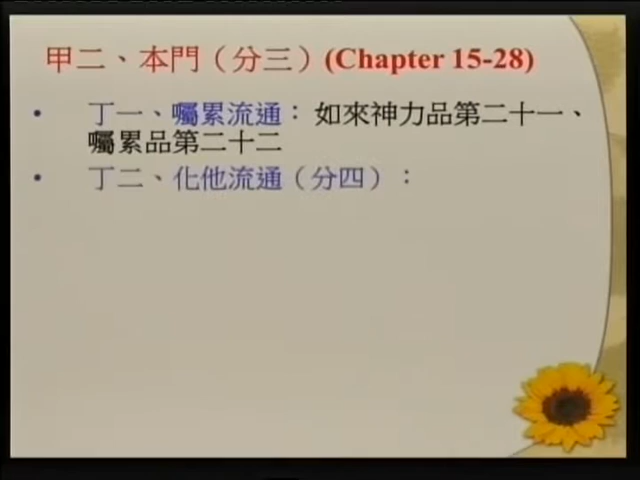 甲二、本門（分三）(Chapter 15-28)
• 丁一、囑累流通： 如來神力品第二十一、
囑累品第二十二
• 丁二、化他流通（分四）：